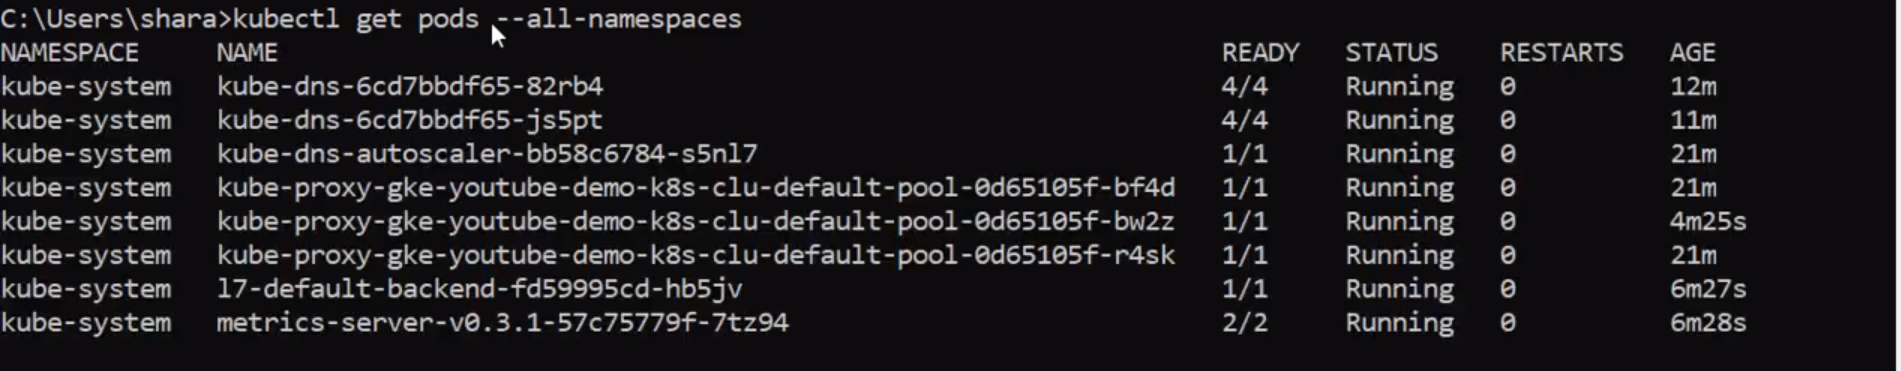 C:\Users\shara>kubectl get pods --all-namespaces
NAMESPACE NAME READY STATUS RESTARTS AGE
kube-system kube-dns-6cd7bbdf65-82rb4 4/4 Running 0 12m
kube-system kube-dns-6cd7bbdf65-js5pt 4/4 Running 0 11m
kube-system kube-dns-autoscaler-bb58c6784-s5nl7 1/1 Running 0 21m
kube-system kube-proxy-gke-youtube-demo-k8s-clu-default-pool-0d65105f-bf4d 1/1 Running 0 21m
kube-system kube-proxy-gke-youtube-demo-k8s-clu-default-pool-0d65105f-bw2z 1/1 Running 0 4m25s
kube-system kube-proxy-gke-youtube-demo-k8s-clu-default-pool-0d65105f-r4sk 1/1 Running 0 21m
kube-system l7-default-backend-fd59995cd-hb5jv 1/1 Running 0 6m27s
kube-system metrics-server-v0.3.1-57c75779f-7tz94 2/2 Running 0 6m28s